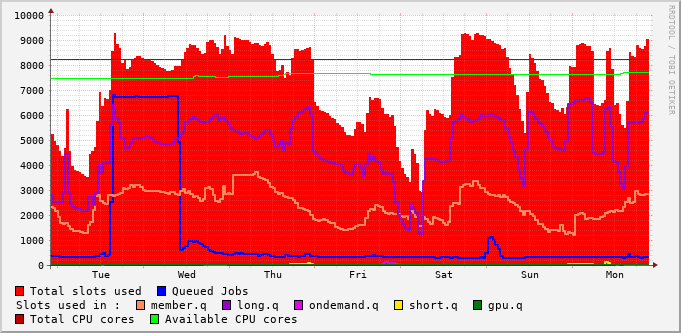 10000
9000
8000
7000
6000
5000
4000
3000
2000
1000
0
Tue Wed Thu Fri Sat Sun Mon
RRDTOOL / TOBI OETIKER
Total slots used Queued Jobs
Slots used in : member.q long.q ondemand.q short.q gpu.q
Total CPU cores Available CPU cores